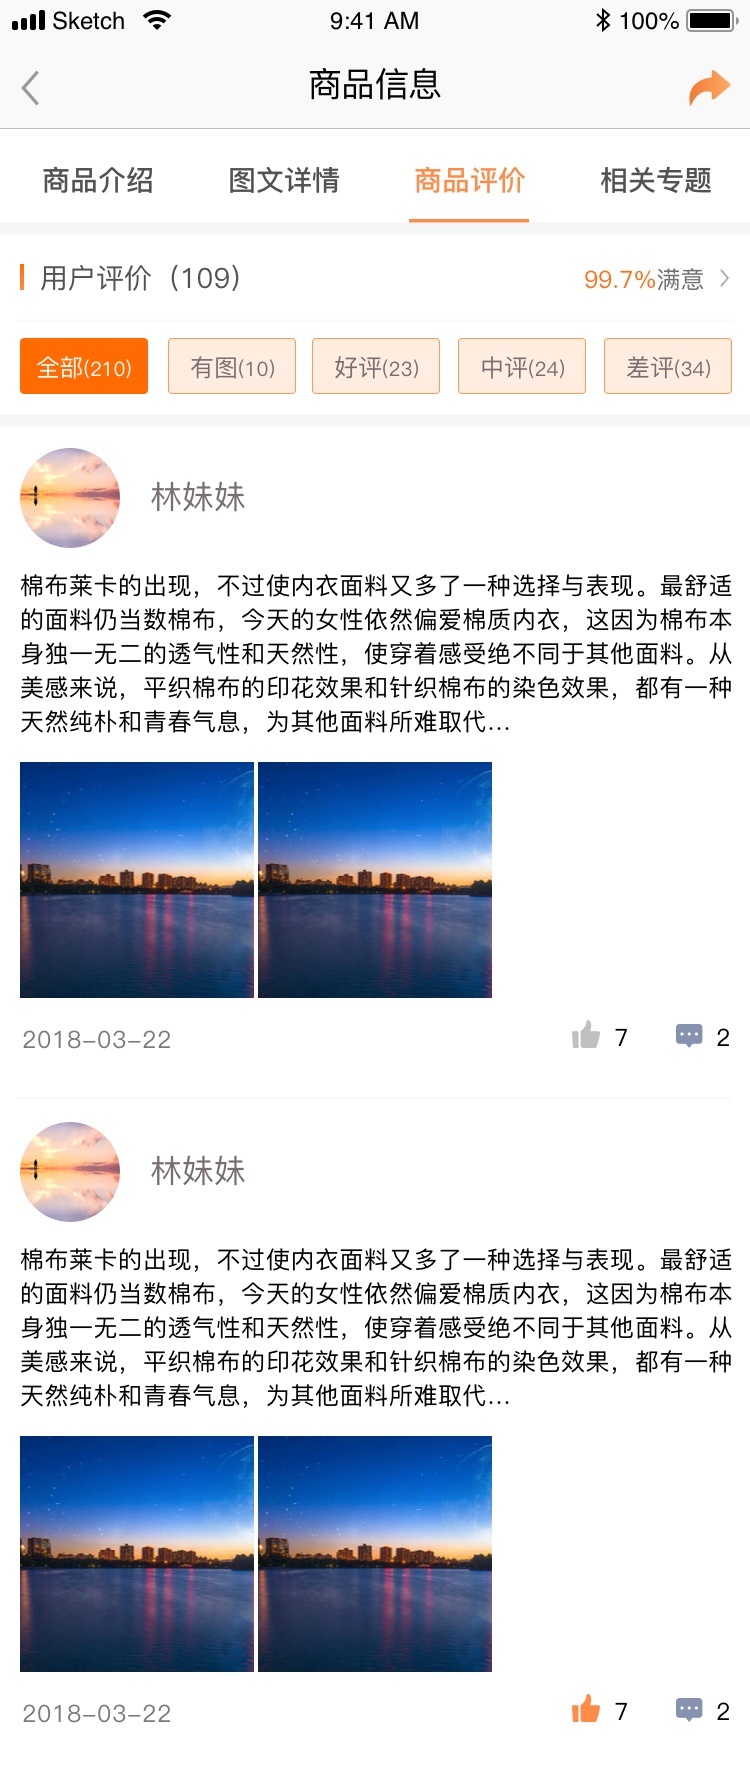 Sketch 9:41 AM 100%
商品信息
商品介绍 图文详情 商品评价 相关专题
用户评价（109） 99.7%满意
全部(210) 有图(10) 好评(23) 中评(24) 差评(34)
林妹妹
棉布莱卡的出现，不过使内衣面料又多了一种选择与表现。最舒适
的面料仍当数棉布，今天的女性依然偏爱棉质内衣，这因为棉布本
身独一无二的透气性和天然性，使穿着感受绝不同于其他面料。从
美感来说，平织棉布的印花效果和针织棉布的染色效果，都有一种
天然纯朴和青春气息，为其他面料所难取代...
2018-03-22 7 2
林妹妹
棉布莱卡的出现，不过使内衣面料又多了一种选择与表现。最舒适
的面料仍当数棉布，今天的女性依然偏爱棉质内衣，这因为棉布本
身独一无二的透气性和天然性，使穿着感受绝不同于其他面料。从
美感来说，平织棉布的印花效果和针织棉布的染色效果，都有一种
天然纯朴和青春气息，为其他面料所难取代...
2018-03-22 7 2